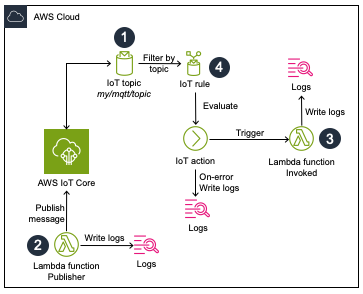 AWS Cloud
1
Filter by
topic
4
IoT topic
my/mqtt/topic
IoT rule
Logs
Evaluate
Write logs
Trigger
3
IoT action
Lambda function
Invoked
AWS IoT Core
On-error
Write logs
Publish
message
Logs
2
Write logs
Lambda function
Publisher
Logs